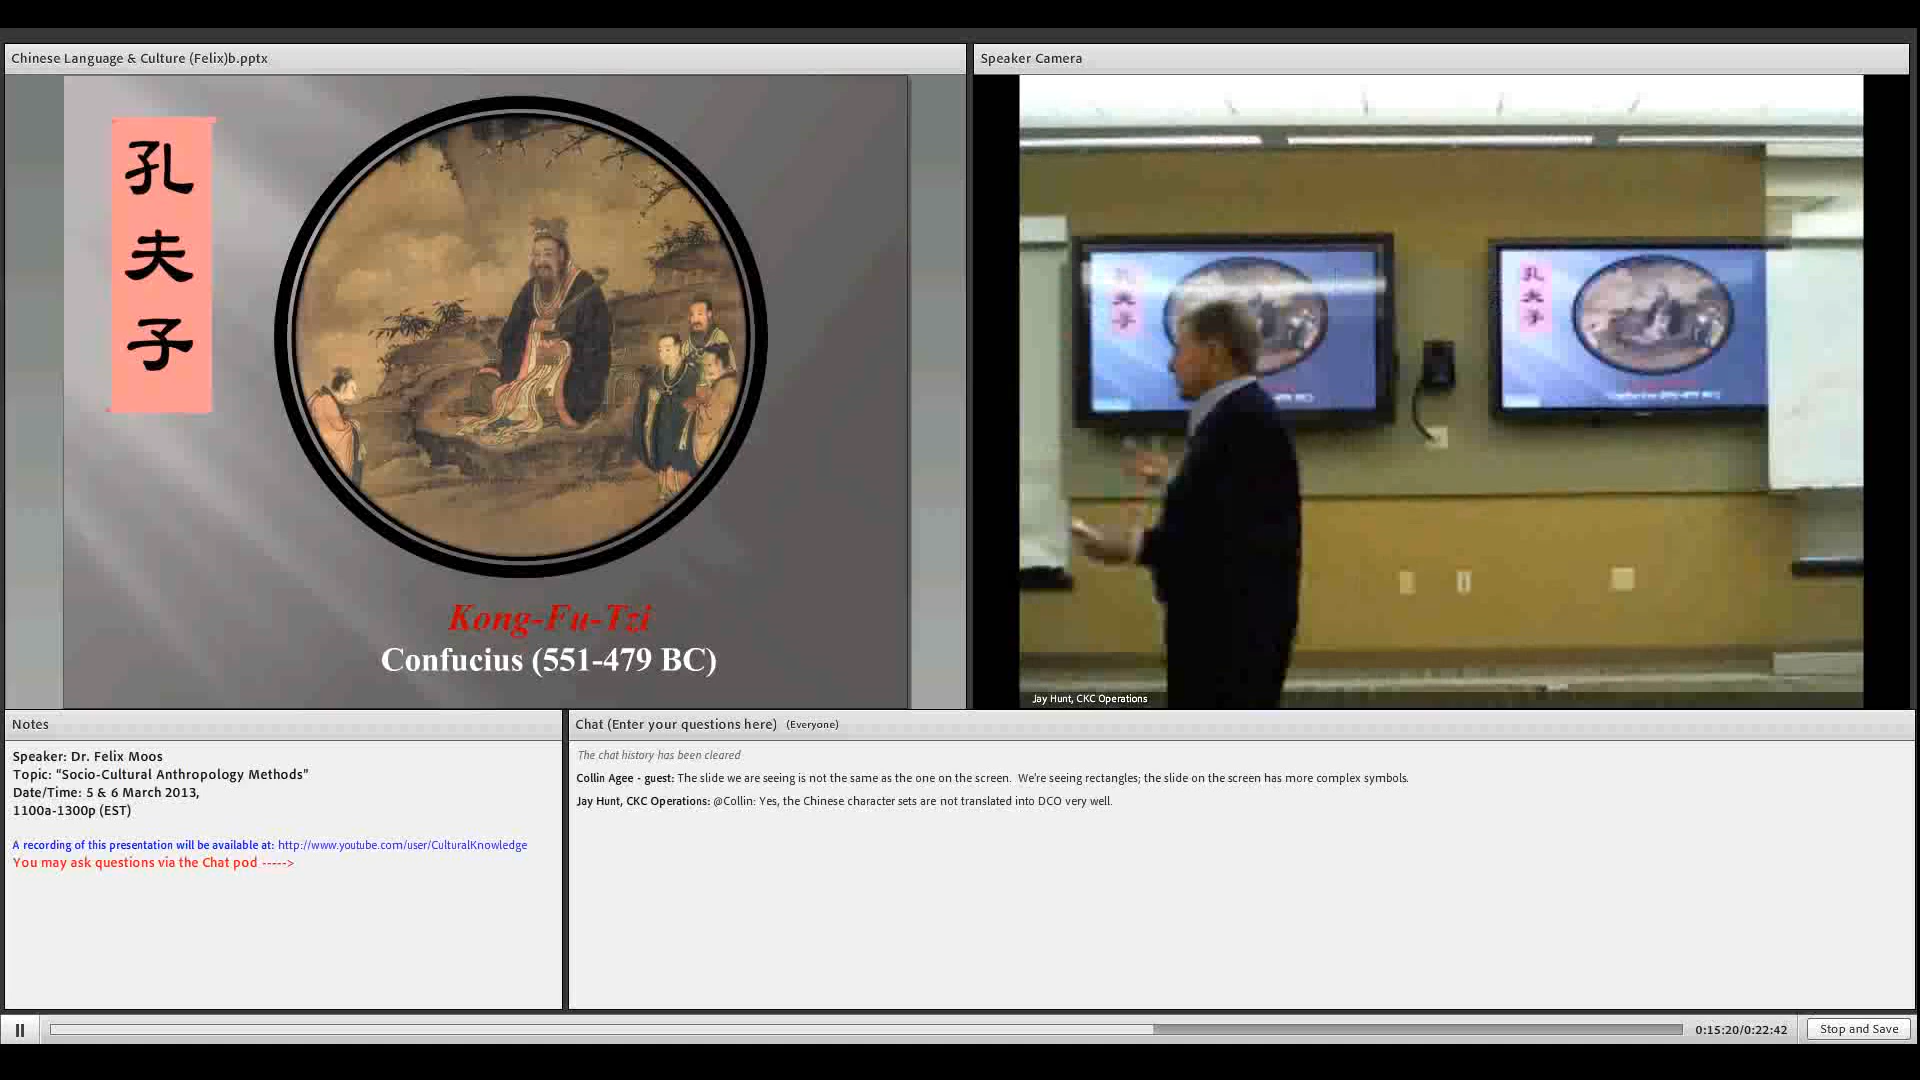 Chinese Language & Culture (Felix)b.pptx
孔
夫
子
Kong-Fu-Tzi
Confucius (551-479 BC)
Speaker Camera
孔
夫
子
Jay Hunt, CKC Operations
Notes
Speaker: Dr. Felix Moos
Topic: "Socio-Cultural Anthropology Methods"
Date/Time: 5 & 6 March 2013,
1100a-1300p (EST)
A recording of this presentation will be available at: http://www.youtube.com/user/CulturalKnowledge
You may ask questions via the Chat pod ----->
Chat (Enter your questions here) (Everyone)
The chat history has been cleared
Collin Agee - guest: The slide we are seeing is not the same as the one on the screen. We're seeing rectangles; the slide on the screen has more complex symbols.
Jay Hunt, CKC Operations: @Collin: Yes, the Chinese character sets are not translated into DCO very well.
0:15:20/0:22:42
Stop and Save